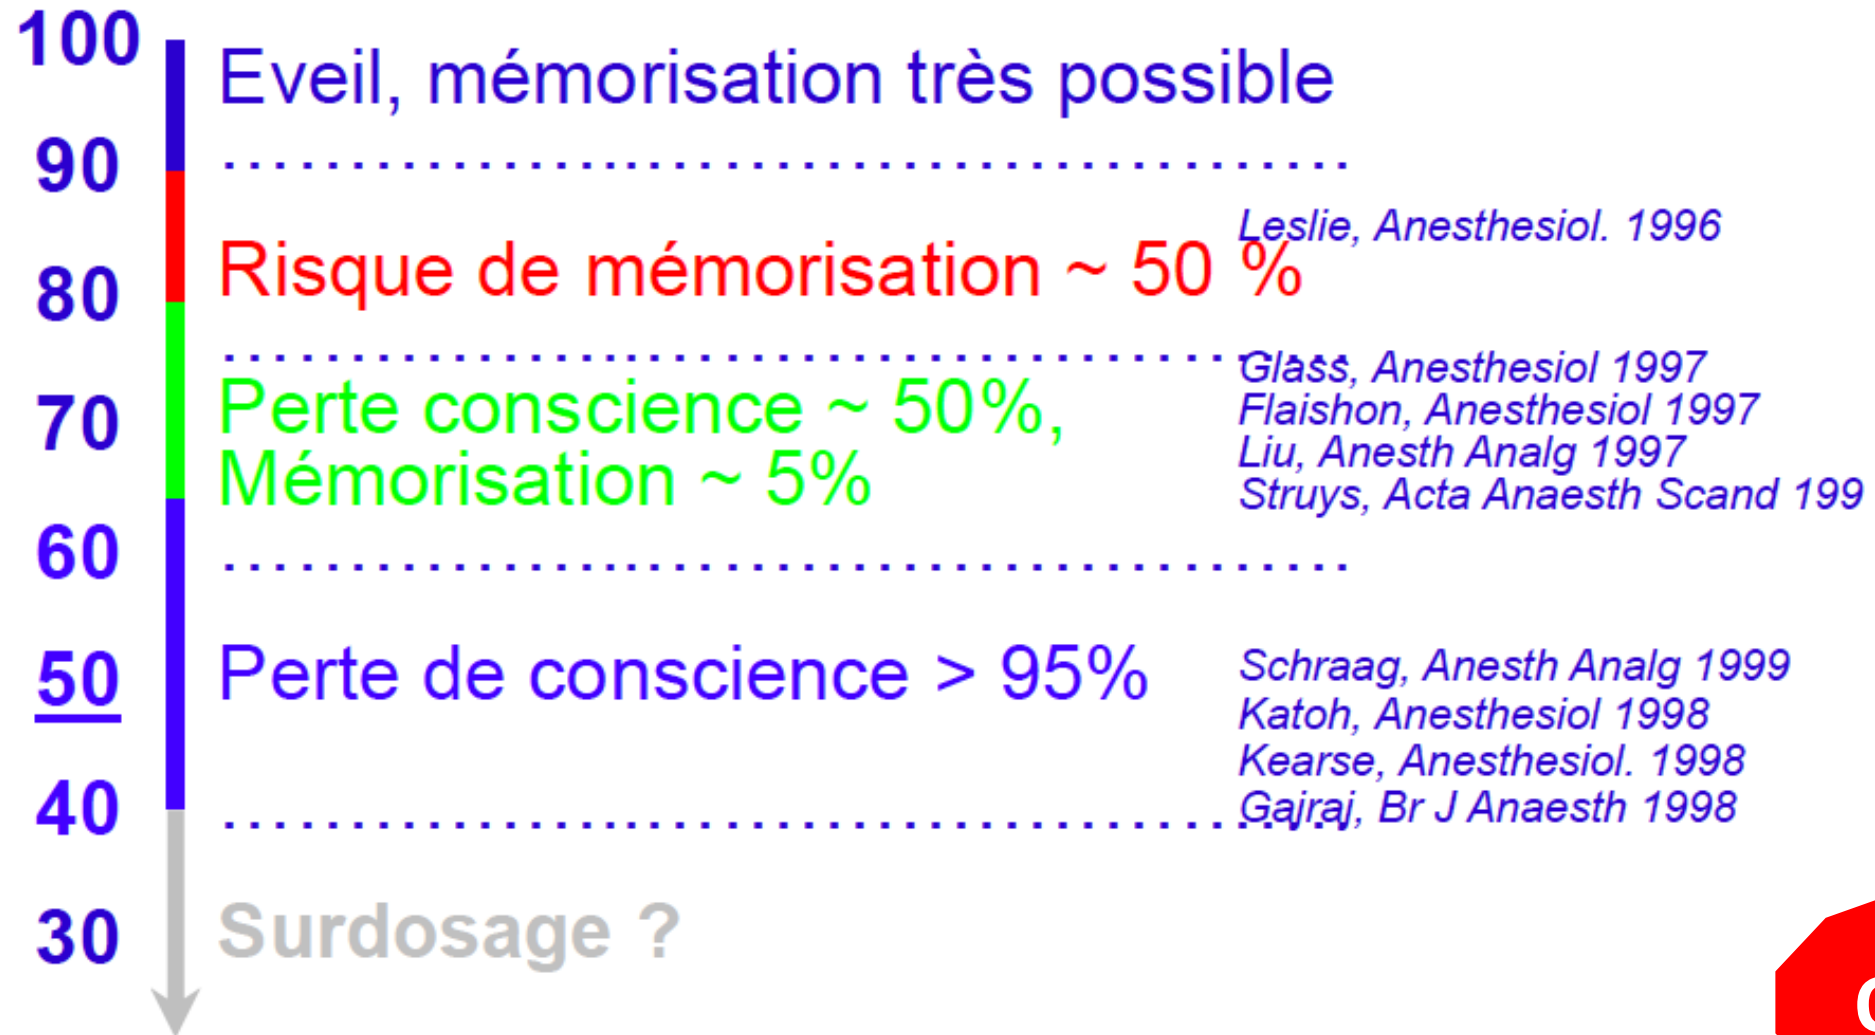 100
Eveil, mémorisation très possible
90
Leslie, Anesthesiol. 1996
Risque de mémorisation ~ 50 %
80
Glass, Anesthesiol 1997
Perte conscience ~ 50%,
70
Flaishon, Anesthesiol 1997
Liu, Anesth Analg 1997
Mémorisation ~ 5%
Struys, Acta Anaesth Scand 199
60
50
Perte de conscience > 95%
Schraag, Anesth Analg 1999
Katoh, Anesthesiol 1998
Kearse, Anesthesiol. 1998
40
Gajraj, Br J Anaesth 1998
30
Surdosage ?